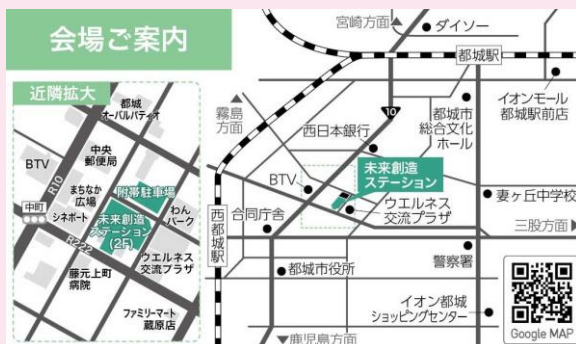 会場ご案内
近隣拡大
都城
オーバルパティオ
中央
郵便局
BTV
R10
まちなか
広場
附帯駐車場
中町
シネポート
未来創造
ステーション
(2F)
わん
パーク
R222
ウエルネス
交流プラザ
藤元上町
病院
ファミリーマート
蔵原店
宮崎方面▲
ダイソー
都城駅
10
▲
霧島
方面
西日本銀行
都城市
総合文化
ホール
イオンモール
都城駅前店
BTV
未来創造
ステーション
ウエルネス
交流プラザ
妻ヶ丘中学校
三股方面▶
西都城駅
合同庁舎
都城市役所
警察署
イオン都城
ショッピングセンター
▼鹿児島方面
Google MAP